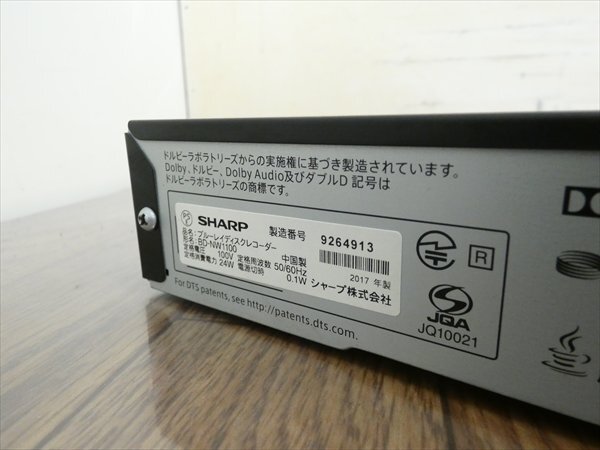 ドルビーラボラトリーズからの実施権に基づき製造されています。
Dolby、ドルビー、Dolby Audio及びダブルD 記号は
ドルビーラボラトリーズの商標です。
PS
E
SHARP 製造番号 9264913
品名: ブルーレイディスクレコーダー
形名: BD-NW1100 中国製
定格電圧 100V 定格周波数 50/60Hz 2017 年製
定格消費電力 24W 電源切時 0.1W シャープ株式会社
For DTS patents, see http://patents.dts.com.
R
JQA
JQ10021